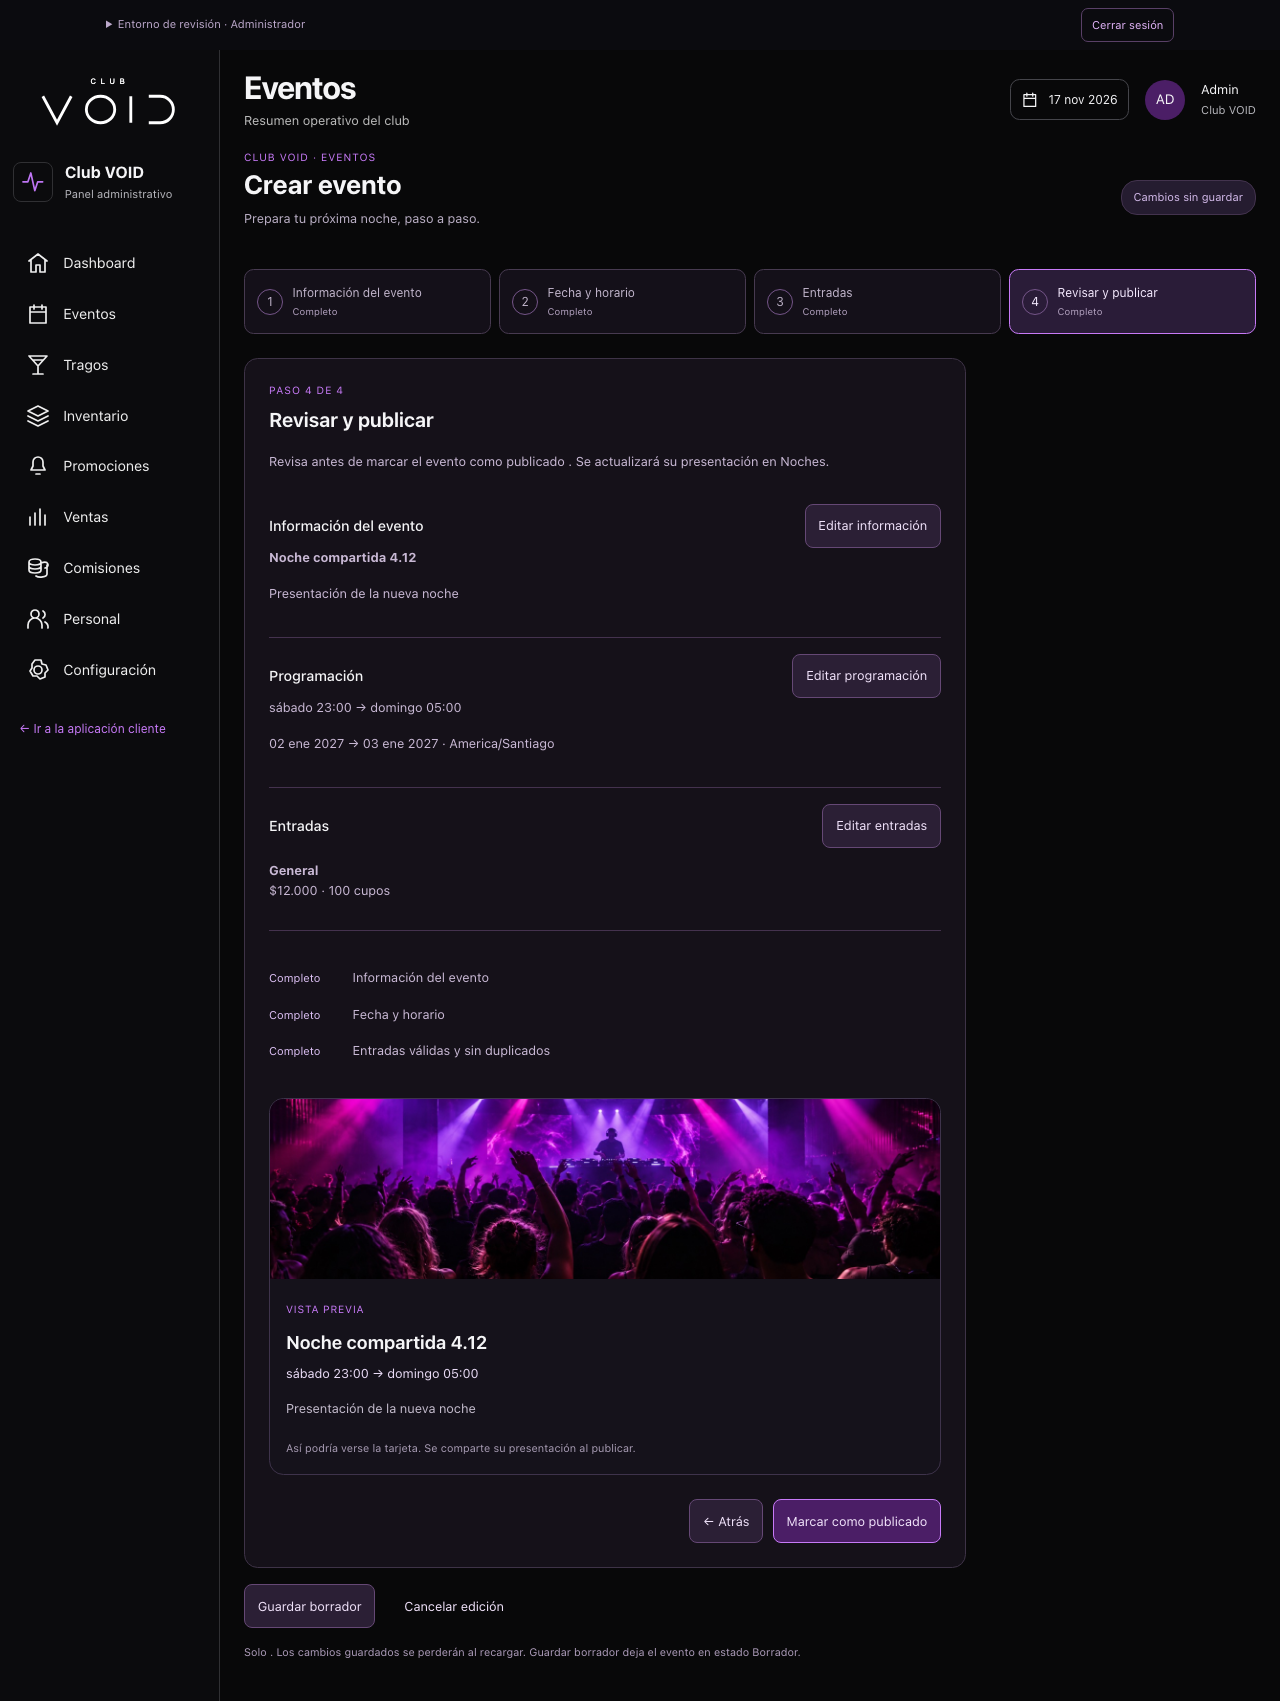 ▶ Entorno de revisión · Administrador
Cerrar sesión
CLUB
VOID
Club VOID
Panel administrativo
Dashboard
Eventos
Tragos
Inventario
Promociones
Ventas
Comisiones
Personal
Configuración
← Ir a la aplicación cliente
Eventos
Resumen operativo del club
17 nov 2026
AD
Admin
Club VOID
CLUB VOID · EVENTOS
Crear evento
Prepara tu próxima noche, paso a paso.
Cambios sin guardar
1
Información del evento
Completo
2
Fecha y horario
Completo
3
Entradas
Completo
4
Revisar y publicar
Completo
PASO 4 DE 4
Revisar y publicar
Revisa antes de marcar el evento como publicado . Se actualizará su presentación en Noches.
Información del evento
Editar información
Noche compartida 4.12
Presentación de la nueva noche
Programación
Editar programación
sábado 23:00 → domingo 05:00
02 ene 2027 → 03 ene 2027 · America/Santiago
Entradas
Editar entradas
General
$12.000 · 100 cupos
Completo Información del evento
Completo Fecha y horario
Completo Entradas válidas y sin duplicados
VISTA PREVIA
Noche compartida 4.12
sábado 23:00 → domingo 05:00
Presentación de la nueva noche
Así podría verse la tarjeta. Se comparte su presentación al publicar.
← Atrás
Marcar como publicado
Guardar borrador
Cancelar edición
Solo . Los cambios guardados se perderán al recargar. Guardar borrador deja el evento en estado Borrador.